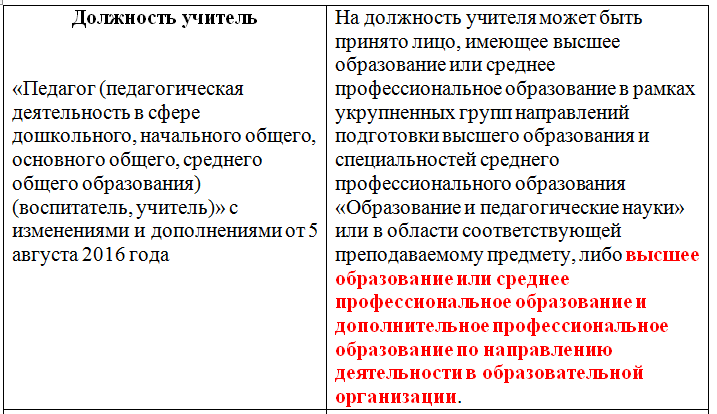 Должность учитель
«Педагог (педагогическая
деятельность в сфере
дошкольного, начального общего,
основного общего, среднего
общего образования)
(воспитатель, учитель)» с
изменениями и дополнениями от 5
августа 2016 года
На должность учителя может быть
принято лицо, имеющее высшее
образование или среднее
профессиональное образование в рамках
укрупненных групп направлений
подготовки высшего образования и
специальностей среднего
профессионального образования
«Образование и педагогические науки»
или в области соответствующей
преподаваемому предмету, либо высшее
образование или среднее
профессиональное образование и
дополнительное профессиональное
образование по направлению
деятельности в образовательной
организации.